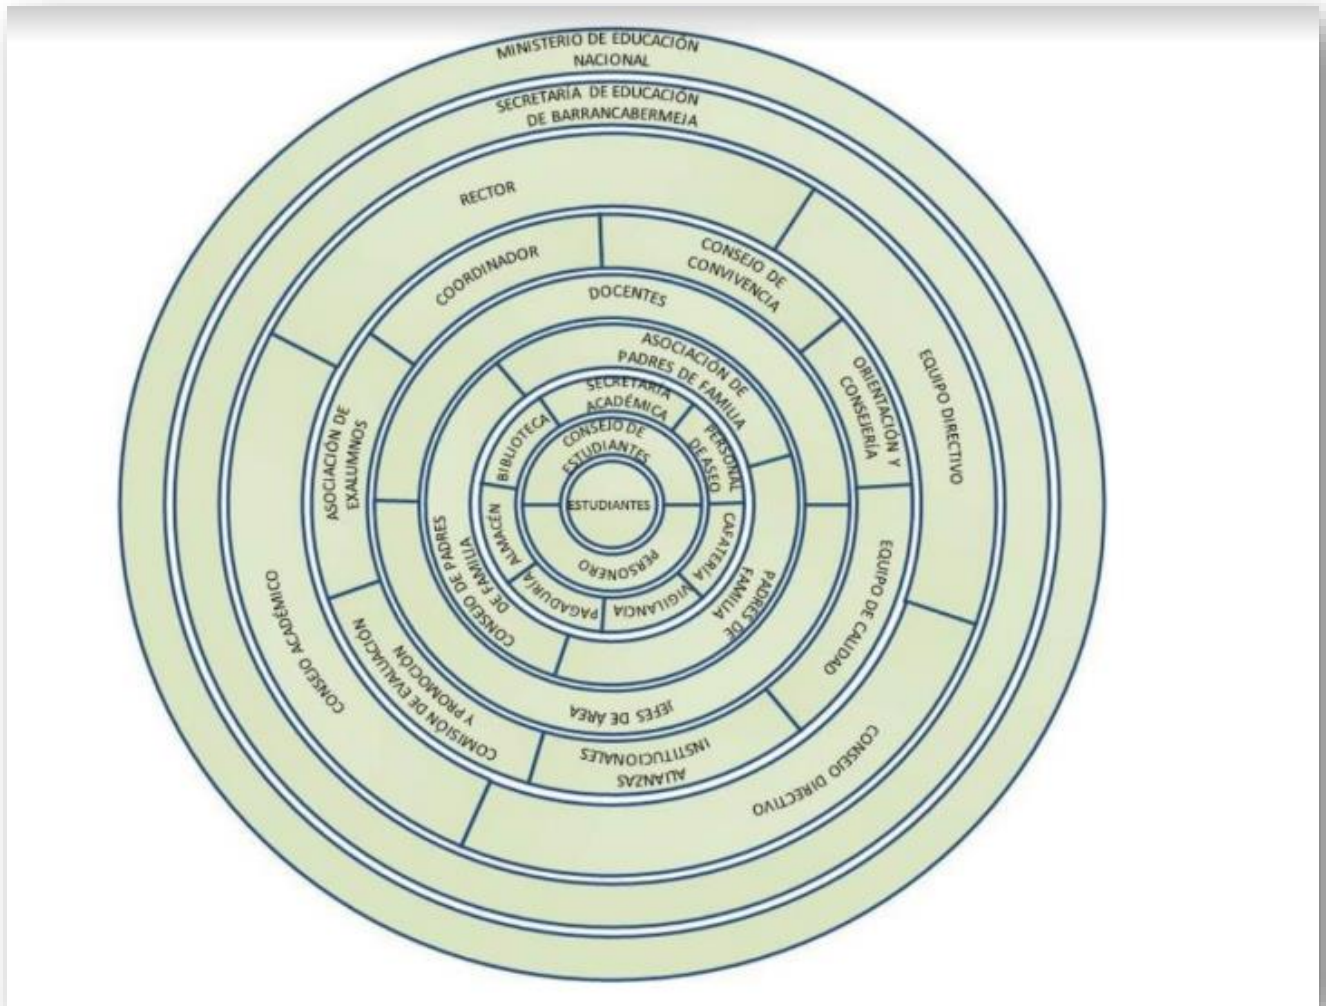 MINISTERIO DE EDUCACIÓN
NACIONAL
SECRETARÍA DE EDUCACIÓN
DE BARRANCABERMEJA
RECTOR
EQUIPO DIRECTIVO
CONSEJO DIRECTIVO
CONSEJO ACADÉMICO
COORDINADOR
CONSEJO DE
CONVIVENCIA
ORIENTACIÓN Y
CONSEJERÍA
EQUIPO DE CALIDAD
ALIANZAS
INSTITUCIONALES
COMISIÓN DE EVALUACIÓN
Y PROMOCIÓN
ASOCIACIÓN DE
EXALUMNOS
DOCENTES
JEFES DE ÁREA
ASOCIACIÓN DE
PADRES DE FAMILIA
PADRES DE
FAMILIA
CONSEJO DE PADRES
DE FAMILIA
SECRETARÍA
ACADÉMICA
PERSONAL
DE ASEO
CAFATERÍA
VIGILANCIA
PAGADURÍA
ALMACÉN
BIBLIOTECA
CONSEJO DE
ESTUDIANTES
PERSONERO
ESTUDIANTES